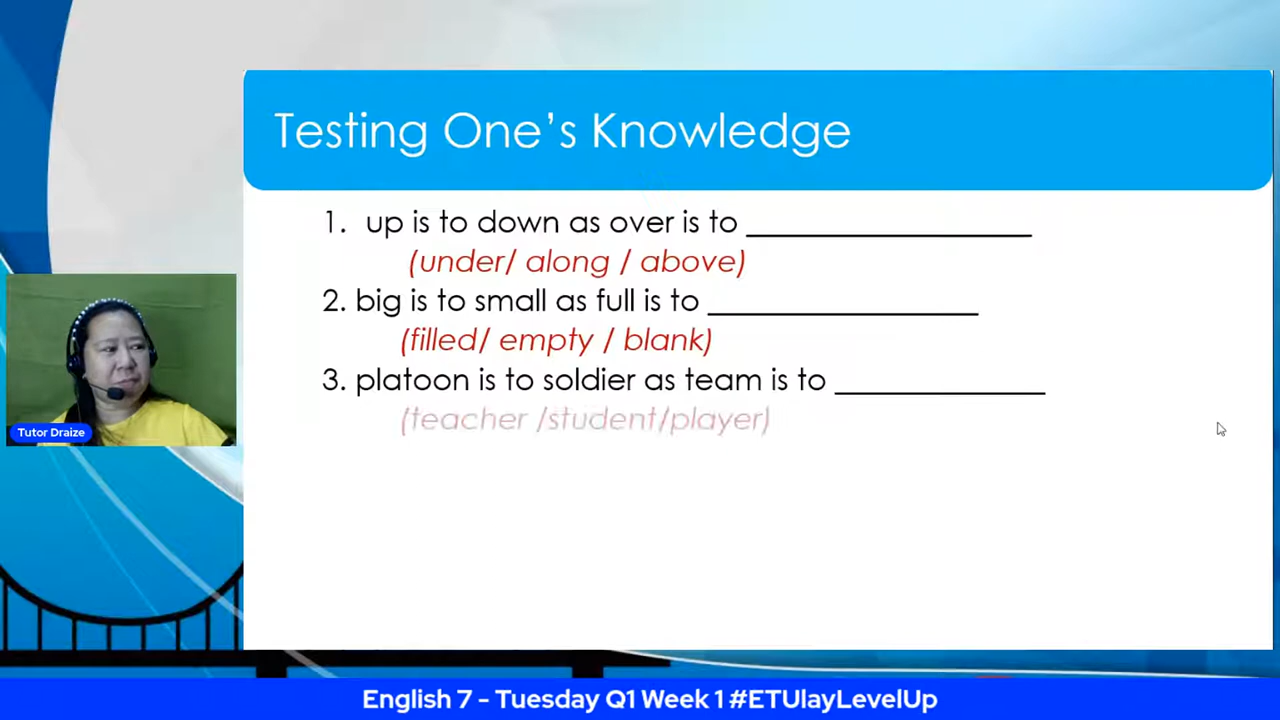 Testing One's Knowledge
1. up is to down as over is to ____________________
(under/ along / above)
2. big is to small as full is to ___________________
(filled/ empty / blank)
3. platoon is to soldier as team is to _______________
(teacher /student/player)
Tutor Draize
English 7 - Tuesday Q1 Week 1 #ETUlayLevelUp